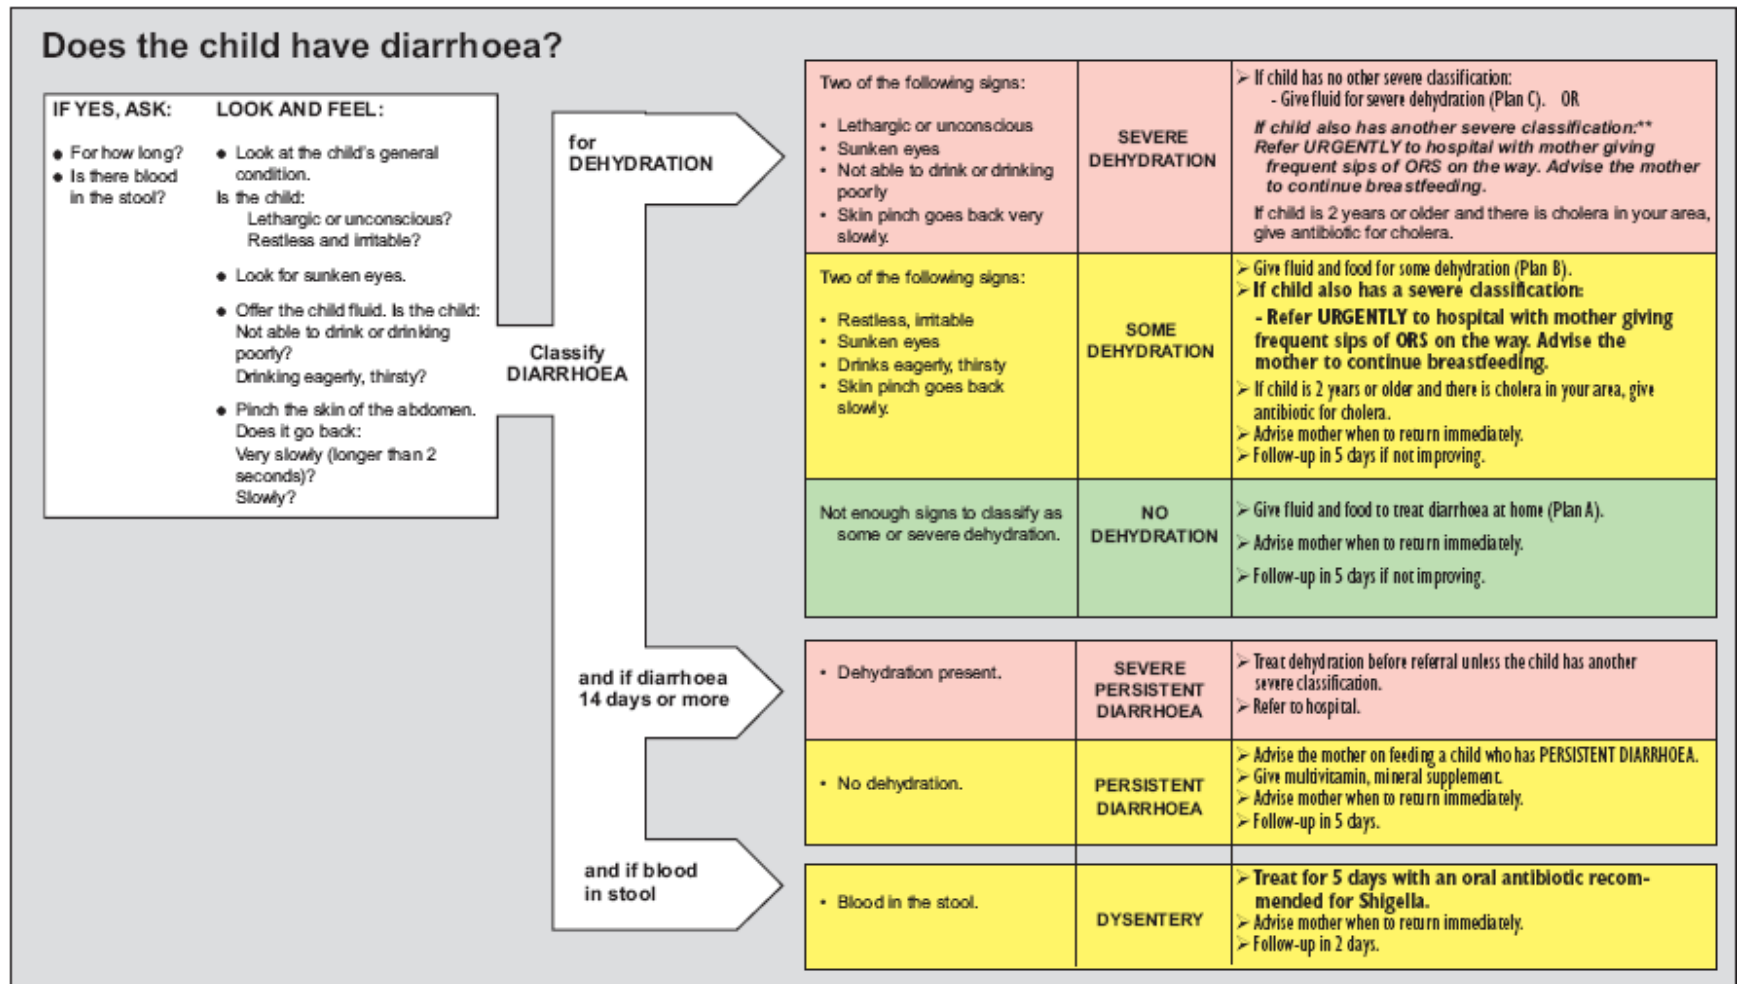 Does the child have diarrhoea?
IF YES, ASK:
● For how long?
● Is there blood
in the stool?
LOOK AND FEEL:
● Look at the child's general
condition.
Is the child:
Lethargic or unconscious?
Restless and irritable?
● Look for sunken eyes.
● Offer the child fluid. Is the child:
Not able to drink or drinking
poorly?
Drinking eagerly, thirsty?
● Pinch the skin of the abdomen.
Does it go back:
Very slowly (longer than 2
seconds)?
Slowly?
Classify
DIARRHOEA
for
DEHYDRATION
Two of the following signs:
• Lethargic or unconscious
• Sunken eyes
• Not able to drink or drinking
poorly
• Skin pinch goes back very
slowly.
SEVERE
DEHYDRATION
➢ If child has no other severe classification:
- Give fluid for severe dehydration (Plan C). OR
If child also has another severe classification:**
Refer URGENTLY to hospital with mother giving
frequent sips of ORS on the way. Advise the mother
to continue breastfeeding.
If child is 2 years or older and there is cholera in your area,
give antibiotic for cholera.
Two of the following signs:
• Restless, irritable
• Sunken eyes
• Drinks eagerly, thirsty
• Skin pinch goes back
slowly.
SOME
DEHYDRATION
➢ Give fluid and food for some dehydration (Plan B).
➢ If child also has a severe classification:
- Refer URGENTLY to hospital with mother giving
frequent sips of ORS on the way. Advise the
mother to continue breastfeeding.
➢ If child is 2 years or older and there is cholera in your area, give
antibiotic for cholera.
➢ Advise mother when to return immediately.
➢ Follow-up in 5 days if not improving.
Not enough signs to classify as
some or severe dehydration.
NO
DEHYDRATION
➢ Give fluid and food to treat diarrhoea at home (Plan A).
➢ Advise mother when to return immediately.
➢ Follow-up in 5 days if not improving.
and if diarrhoea
14 days or more
• Dehydration present.
SEVERE
PERSISTENT
DIARRHOEA
➢ Treat dehydration before referral unless the child has another
severe classification.
➢ Refer to hospital.
• No dehydration.
PERSISTENT
DIARRHOEA
➢ Advise the mother on feeding a child who has PERSISTENT DIARRHOEA.
➢ Give multivitamin, mineral supplement.
➢ Advise mother when to return immediately.
➢ Follow-up in 5 days.
and if blood
in stool
• Blood in the stool.
DYSENTERY
➢ Treat for 5 days with an oral antibiotic recom-
mended for Shigella.
➢ Advise mother when to return immediately.
➢ Follow-up in 2 days.